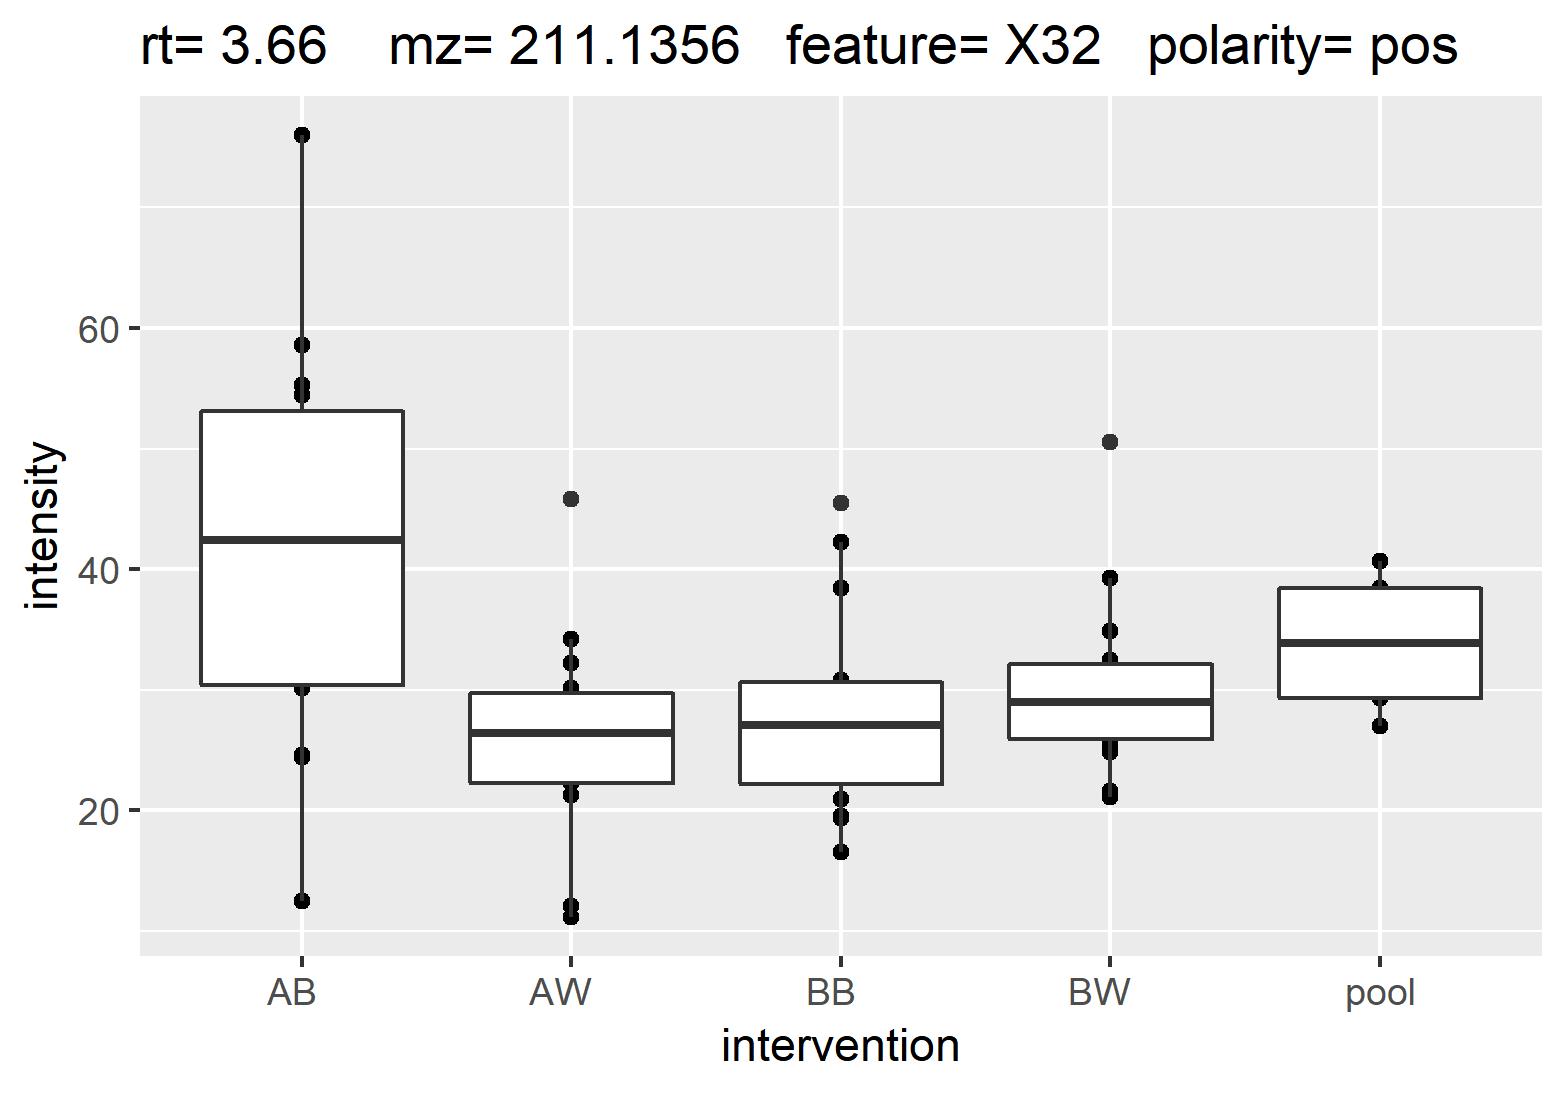 rt= 3.66 mz= 211.1356 feature= X32 polarity= pos
60
40
20
intensity
AB AW BB BW pool
intervention